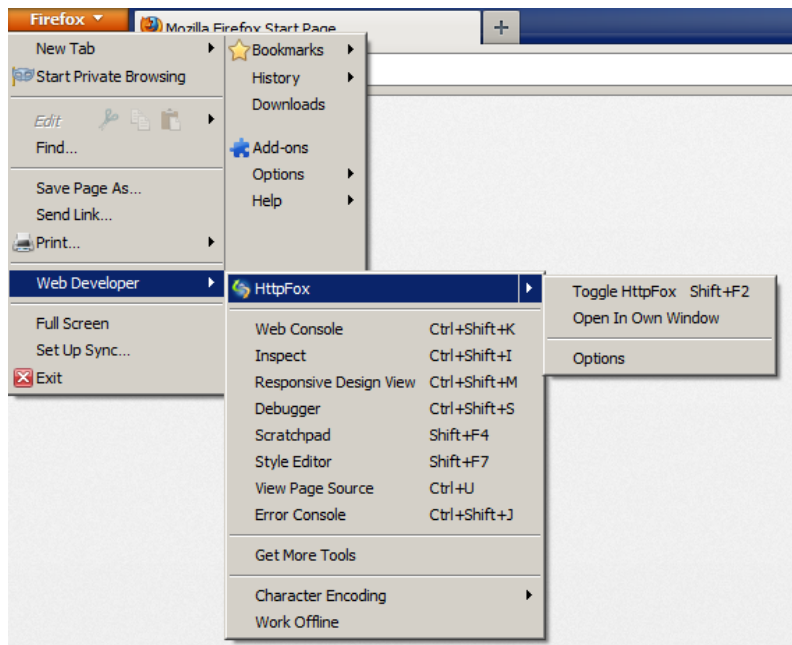 Firefox
Mozilla Firefox Start Page
New Tab
Start Private Browsing
Edit
Find...
Save Page As...
Send Link...
Print...
Web Developer
Full Screen
Set Up Sync...
Exit
Bookmarks
History
Downloads
Add-ons
Options
Help
HttpFox
Web Console Ctrl+Shift+K
Inspect Ctrl+Shift+I
Responsive Design View Ctrl+Shift+M
Debugger Ctrl+Shift+S
Scratchpad Shift+F4
Style Editor Shift+F7
View Page Source Ctrl+U
Error Console Ctrl+Shift+J
Get More Tools
Character Encoding
Work Offline
Toggle HttpFox Shift+F2
Open In Own Window
Options